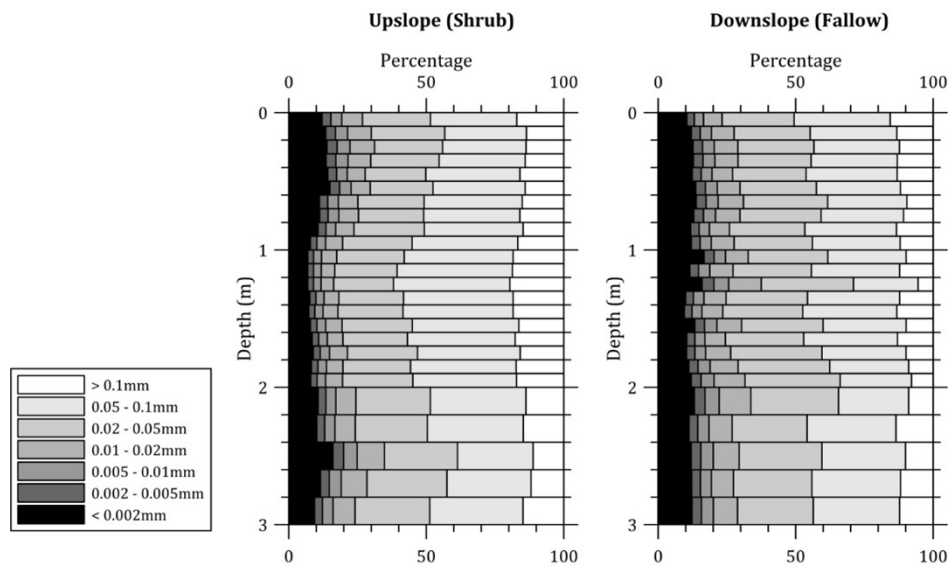 Upslope (Shrub)
Downslope (Fallow)
Percentage
Percentage
0 50 100
0 50 100
Depth (m)
0
1
2
3
Depth (m)
0
1
2
3
0 50 100
0 50 100
> 0.1mm
0.05 - 0.1mm
0.02 - 0.05mm
0.01 - 0.02mm
0.005 - 0.01mm
0.002 - 0.005mm
< 0.002mm